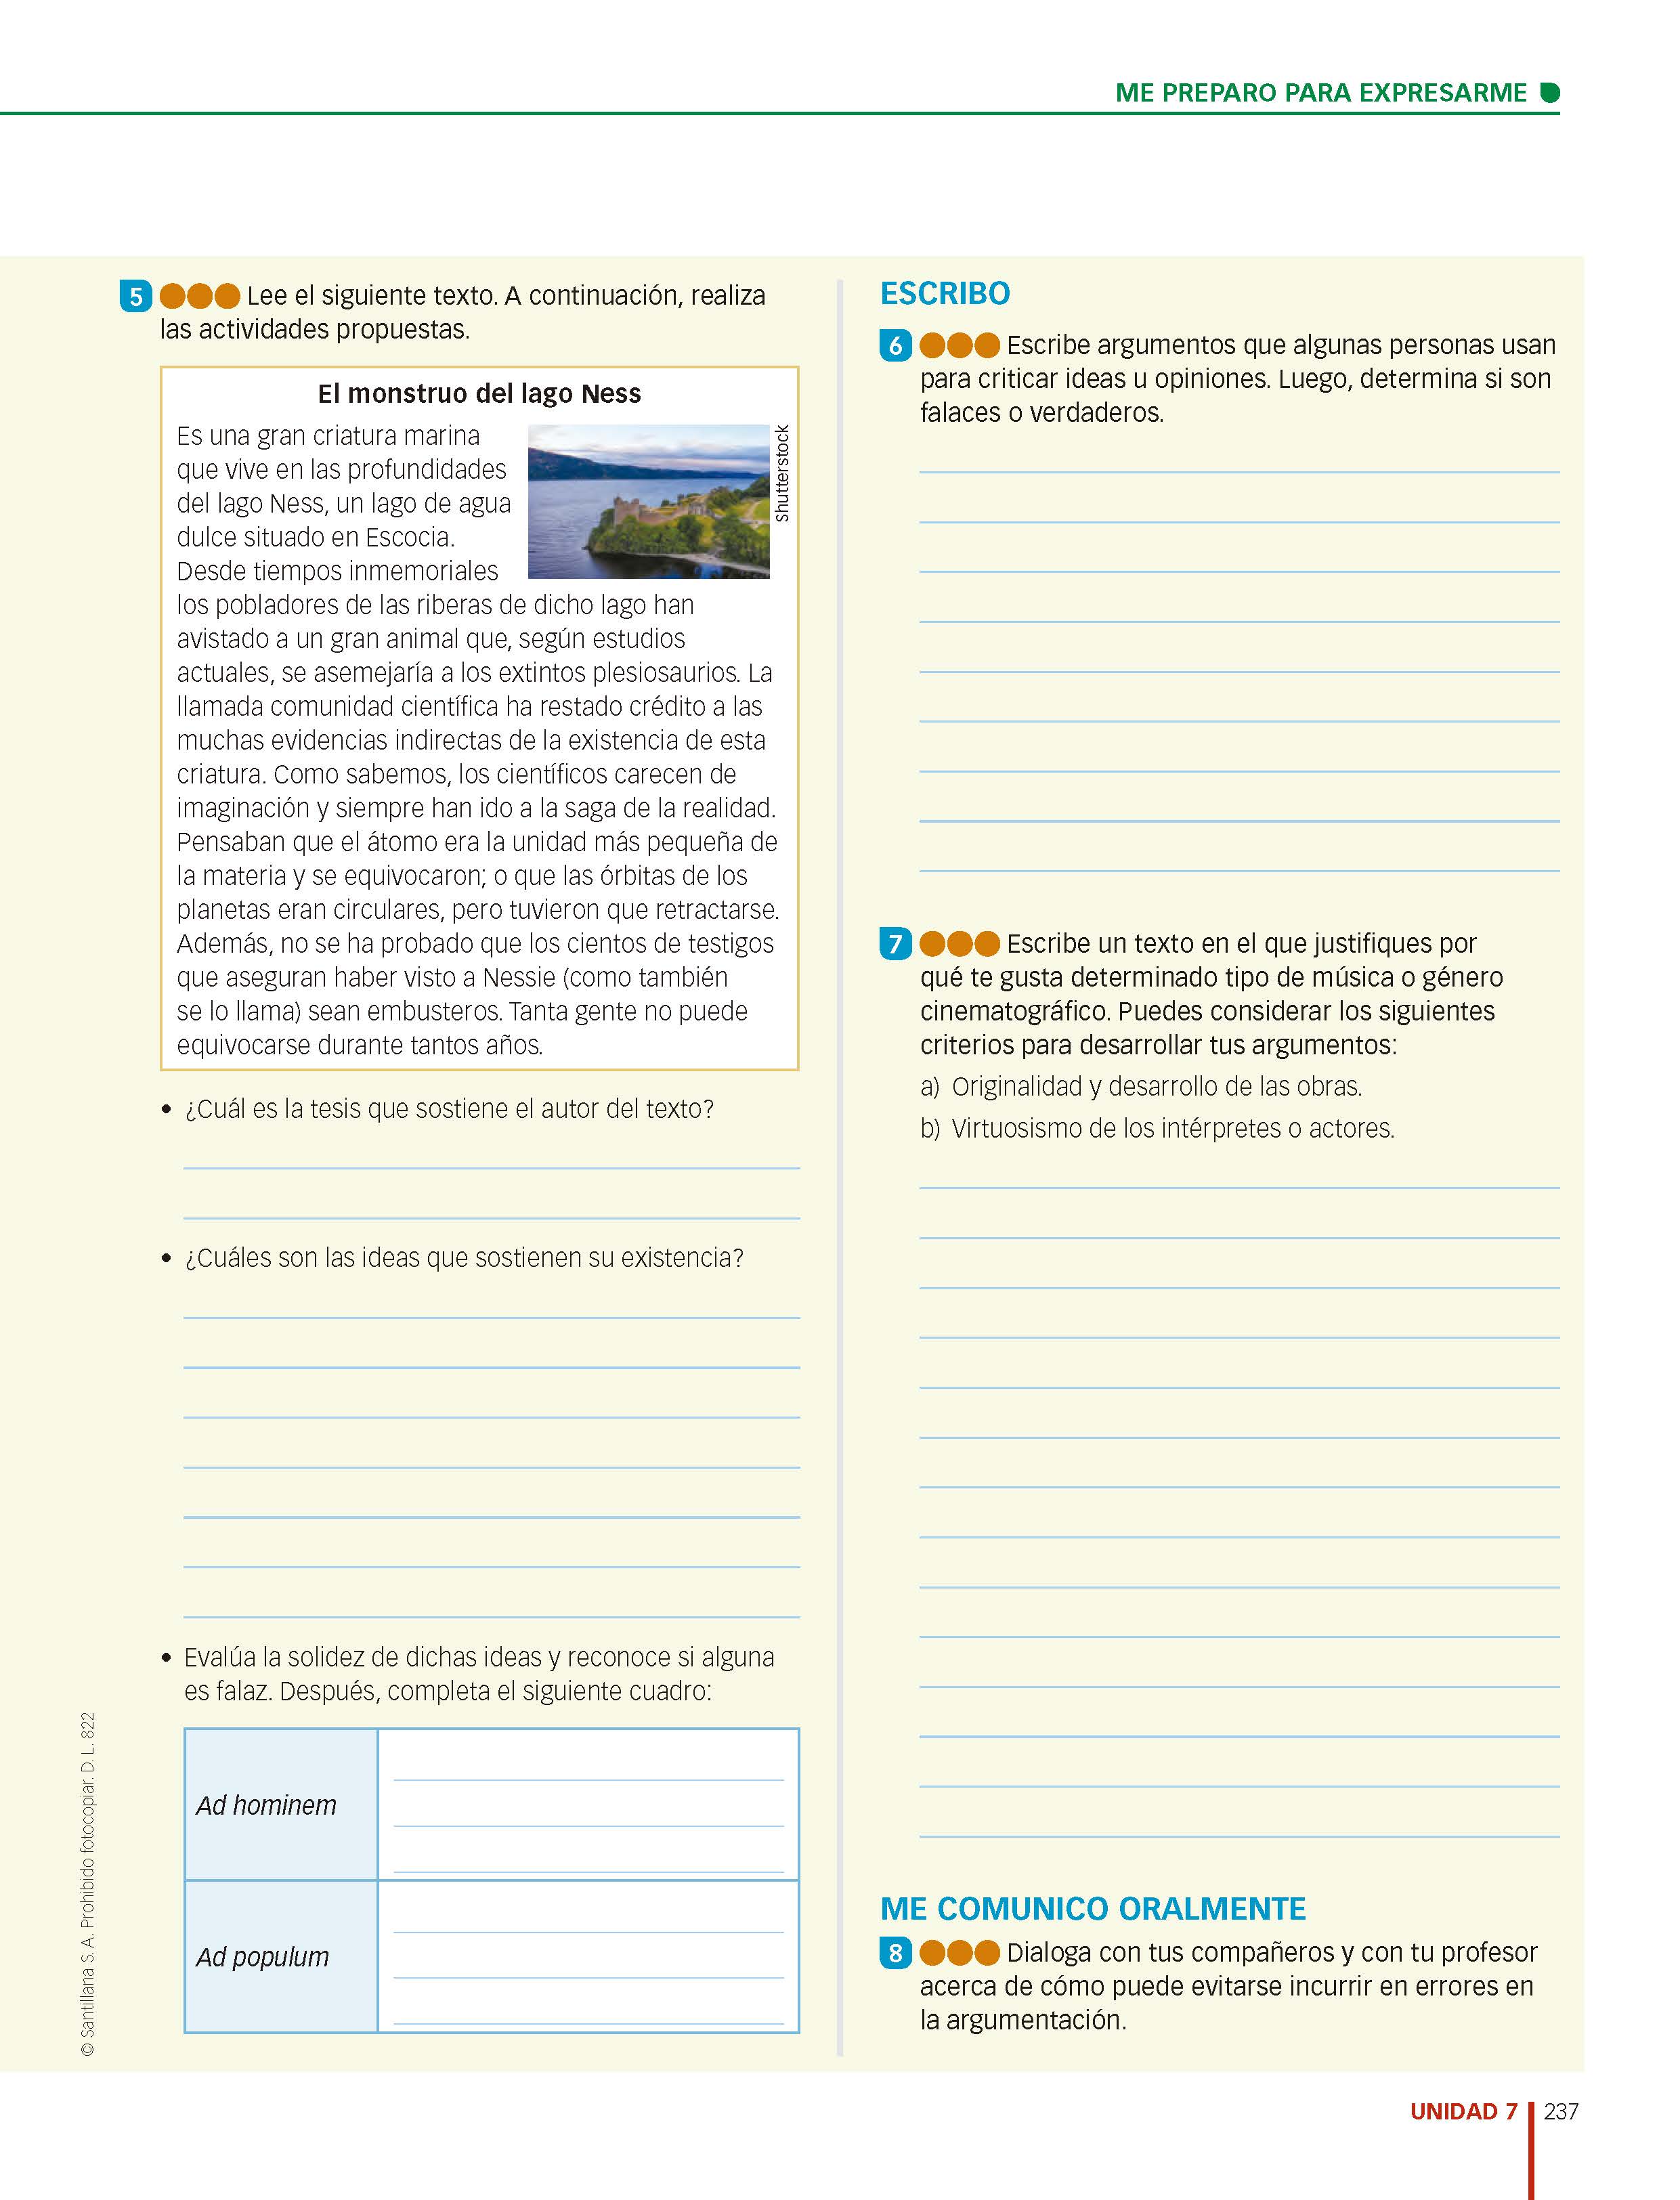 ME PREPARO PARA EXPRESARME
5 Lee el siguiente texto. A continuación, realiza
las actividades propuestas.
El monstruo del lago Ness
Es una gran criatura marina
que vive en las profundidades
del lago Ness, un lago de agua
dulce situado en Escocia.
Desde tiempos inmemoriales
los pobladores de las riberas de dicho lago han
avistado a un gran animal que, según estudios
actuales, se asemejaría a los extintos plesiosaurios. La
llamada comunidad científica ha restado crédito a las
muchas evidencias indirectas de la existencia de esta
criatura. Como sabemos, los científicos carecen de
imaginación y siempre han ido a la saga de la realidad.
Pensaban que el átomo era la unidad más pequeña de
la materia y se equivocaron; o que las órbitas de los
planetas eran circulares, pero tuvieron que retractarse.
Además, no se ha probado que los cientos de testigos
que aseguran haber visto a Nessie (como también
se lo llama) sean embusteros. Tanta gente no puede
equivocarse durante tantos años.
Shutterstock
• ¿Cuál es la tesis que sostiene el autor del texto?
• ¿Cuáles son las ideas que sostienen su existencia?
• Evalúa la solidez de dichas ideas y reconoce si alguna
es falaz. Después, completa el siguiente cuadro:
Ad hominem
Ad populum
ESCRIBO
6 Escribe argumentos que algunas personas usan
para criticar ideas u opiniones. Luego, determina si son
falaces o verdaderos.
7 Escribe un texto en el que justifiques por
qué te gusta determinado tipo de música o género
cinematográfico. Puedes considerar los siguientes
criterios para desarrollar tus argumentos:
a) Originalidad y desarrollo de las obras.
b) Virtuosismo de los intérpretes o actores.
ME COMUNICO ORALMENTE
8 Dialoga con tus compañeros y con tu profesor
acerca de cómo puede evitarse incurrir en errores en
la argumentación.
© Santillana S. A. Prohibido fotocopiar. D. L. 822
UNIDAD 7 237